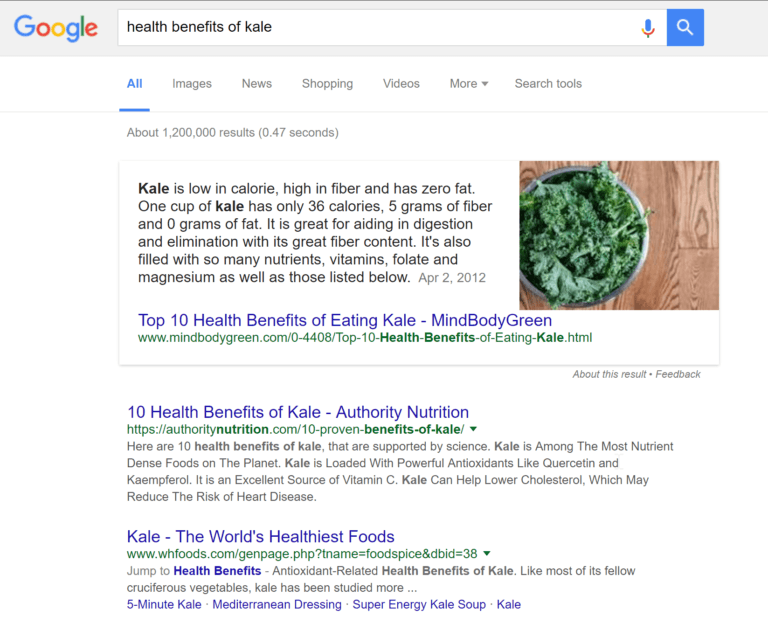 Google
health benefits of kale
All Images News Shopping Videos More Search tools
About 1,200,000 results (0.47 seconds)
Kale is low in calorie, high in fiber and has zero fat.
One cup of kale has only 36 calories, 5 grams of fiber
and 0 grams of fat. It is great for aiding in digestion
and elimination with its great fiber content. It's also
filled with so many nutrients, vitamins, folate and
magnesium as well as those listed below. Apr 2, 2012
Top 10 Health Benefits of Eating Kale - MindBodyGreen
www.mindbodygreen.com/0-4408/Top-10-Health-Benefits-of-Eating-Kale.html
About this result • Feedback
10 Health Benefits of Kale - Authority Nutrition
https://authoritynutrition.com/10-proven-benefits-of-kale/
Here are 10 health benefits of kale, that are supported by science. Kale is Among The Most Nutrient
Dense Foods on The Planet. Kale is Loaded With Powerful Antioxidants Like Quercetin and
Kaempferol. It is an Excellent Source of Vitamin C. Kale Can Help Lower Cholesterol, Which May
Reduce The Risk of Heart Disease.
Kale - The World's Healthiest Foods
www.whfoods.com/genpage.php?tname=foodspice&dbid=38
Jump to Health Benefits - Antioxidant-Related Health Benefits of Kale. Like most of its fellow
cruciferous vegetables, kale has been studied more ...
5-Minute Kale · Mediterranean Dressing · Super Energy Kale Soup · Kale